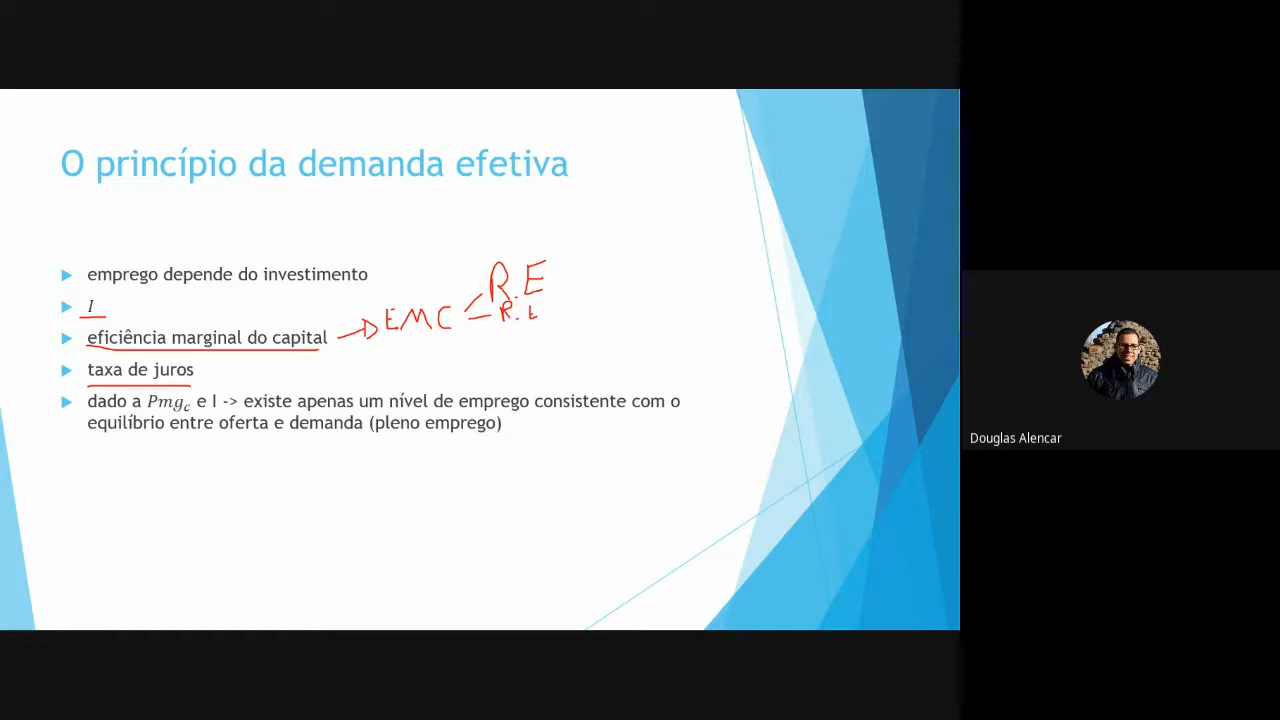 O princípio da demanda efetiva
emprego depende do investimento
I
eficiência marginal do capital
EMC
R.E
R.E
taxa de juros
dado a Pmg_c e I -> existe apenas um nível de emprego consistente com o
equilíbrio entre oferta e demanda (pleno emprego)
Douglas Alencar